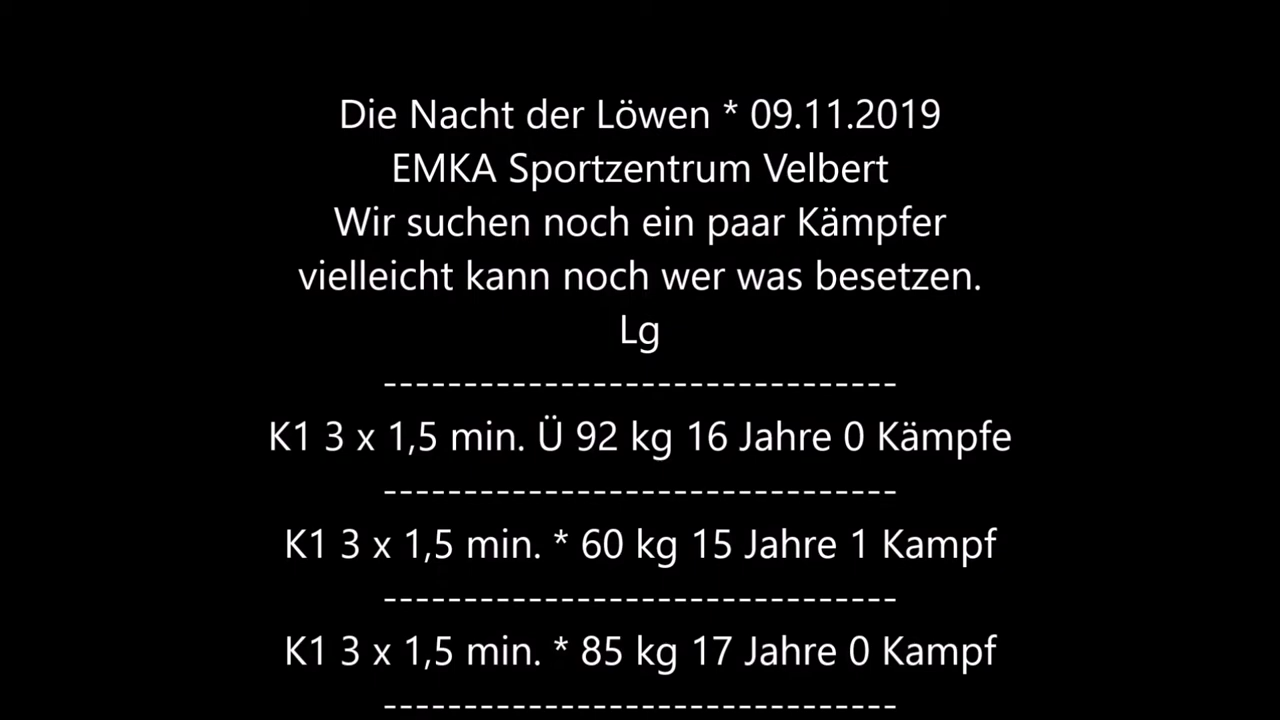 Die Nacht der Löwen * 09.11.2019
EMKA Sportzentrum Velbert
Wir suchen noch ein paar Kämpfer
vielleicht kann noch wer was besetzen.
Lg
--------------------------------
K1 3 x 1,5 min. Ü 92 kg 16 Jahre 0 Kämpfe
--------------------------------
K1 3 x 1,5 min. * 60 kg 15 Jahre 1 Kampf
--------------------------------
K1 3 x 1,5 min. * 85 kg 17 Jahre 0 Kampf
--------------------------------